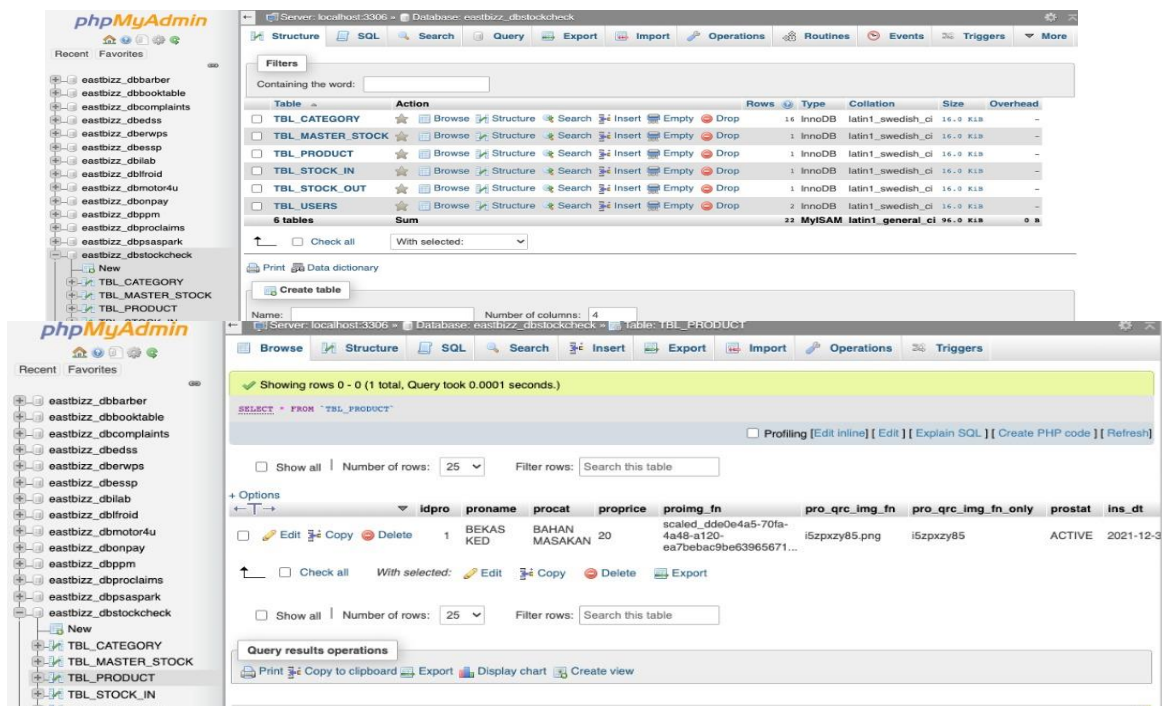 phpMyAdmin
Recent Favorites
eastbizz_dbbarber
eastbizz_dbbooktable
eastbizz_dbcomplaints
eastbizz_dbedss
eastbizz_dberwps
eastbizz_dbessp
eastbizz_dbilab
eastbizz_dblfroid
eastbizz_dbmotor4u
eastbizz_dbonpay
eastbizz_dbppm
eastbizz_dbproclaims
eastbizz_dbpsaspark
eastbizz_dbstockcheck
New
TBL_CATEGORY
TBL_MASTER_STOCK
TBL_PRODUCT
Server: localhost:3306 » Database: eastbizz_dbstockcheck
Structure SQL Search Query Export Import Operations Routines Events Triggers More
Filters
Containing the word:
Table Action Rows Type Collation Size Overhead
TBL_CATEGORY Browse Structure Search Insert Empty Drop 16 InnoDB latin1_swedish_ci 16.0 KiB -
TBL_MASTER_STOCK Browse Structure Search Insert Empty Drop 1 InnoDB latin1_swedish_ci 16.0 KiB -
TBL_PRODUCT Browse Structure Search Insert Empty Drop 1 InnoDB latin1_swedish_ci 16.0 KiB -
TBL_STOCK_IN Browse Structure Search Insert Empty Drop 1 InnoDB latin1_swedish_ci 16.0 KiB -
TBL_STOCK_OUT Browse Structure Search Insert Empty Drop 1 InnoDB latin1_swedish_ci 16.0 KiB -
TBL_USERS Browse Structure Search Insert Empty Drop 2 InnoDB latin1_swedish_ci 16.0 KiB -
6 tables Sum 22 MyISAM latin1_general_ci 96.0 KiB 0 B
Check all With selected:
Print Data dictionary
Create table
Name: Number of columns: 4
phpMyAdmin
Recent Favorites
eastbizz_dbbarber
eastbizz_dbbooktable
eastbizz_dbcomplaints
eastbizz_dbedss
eastbizz_dberwps
eastbizz_dbessp
eastbizz_dbilab
eastbizz_dblfroid
eastbizz_dbmotor4u
eastbizz_dbonpay
eastbizz_dbppm
eastbizz_dbproclaims
eastbizz_dbpsaspark
eastbizz_dbstockcheck
New
TBL_CATEGORY
TBL_MASTER_STOCK
TBL_PRODUCT
TBL_STOCK_IN
Server: localhost:3306 » Database: eastbizz_dbstockcheck » Table: TBL_PRODUCT
Browse Structure SQL Search Insert Export Import Operations Triggers
Showing rows 0 - 0 (1 total, Query took 0.0001 seconds.)
SELECT * FROM `TBL_PRODUCT`
Profiling [Edit inline] [ Edit ] [ Explain SQL ] [ Create PHP code ] [ Refresh]
Show all Number of rows: 25 Filter rows: Search this table
+ Options
idpro proname procat proprice proimg_fn pro_qrc_img_fn pro_qrc_img_fn_only prostat ins_dt
Edit Copy Delete 1 BEKAS KED BAHAN MASAKAN 20 scaled_dde0e4a5-70fa-4a48-a120-ea7bebac9be63965671... i5zpxzy85.png i5zpxzy85 ACTIVE 2021-12-3
Check all With selected: Edit Copy Delete Export
Show all Number of rows: 25 Filter rows: Search this table
Query results operations
Print Copy to clipboard Export Display chart Create view